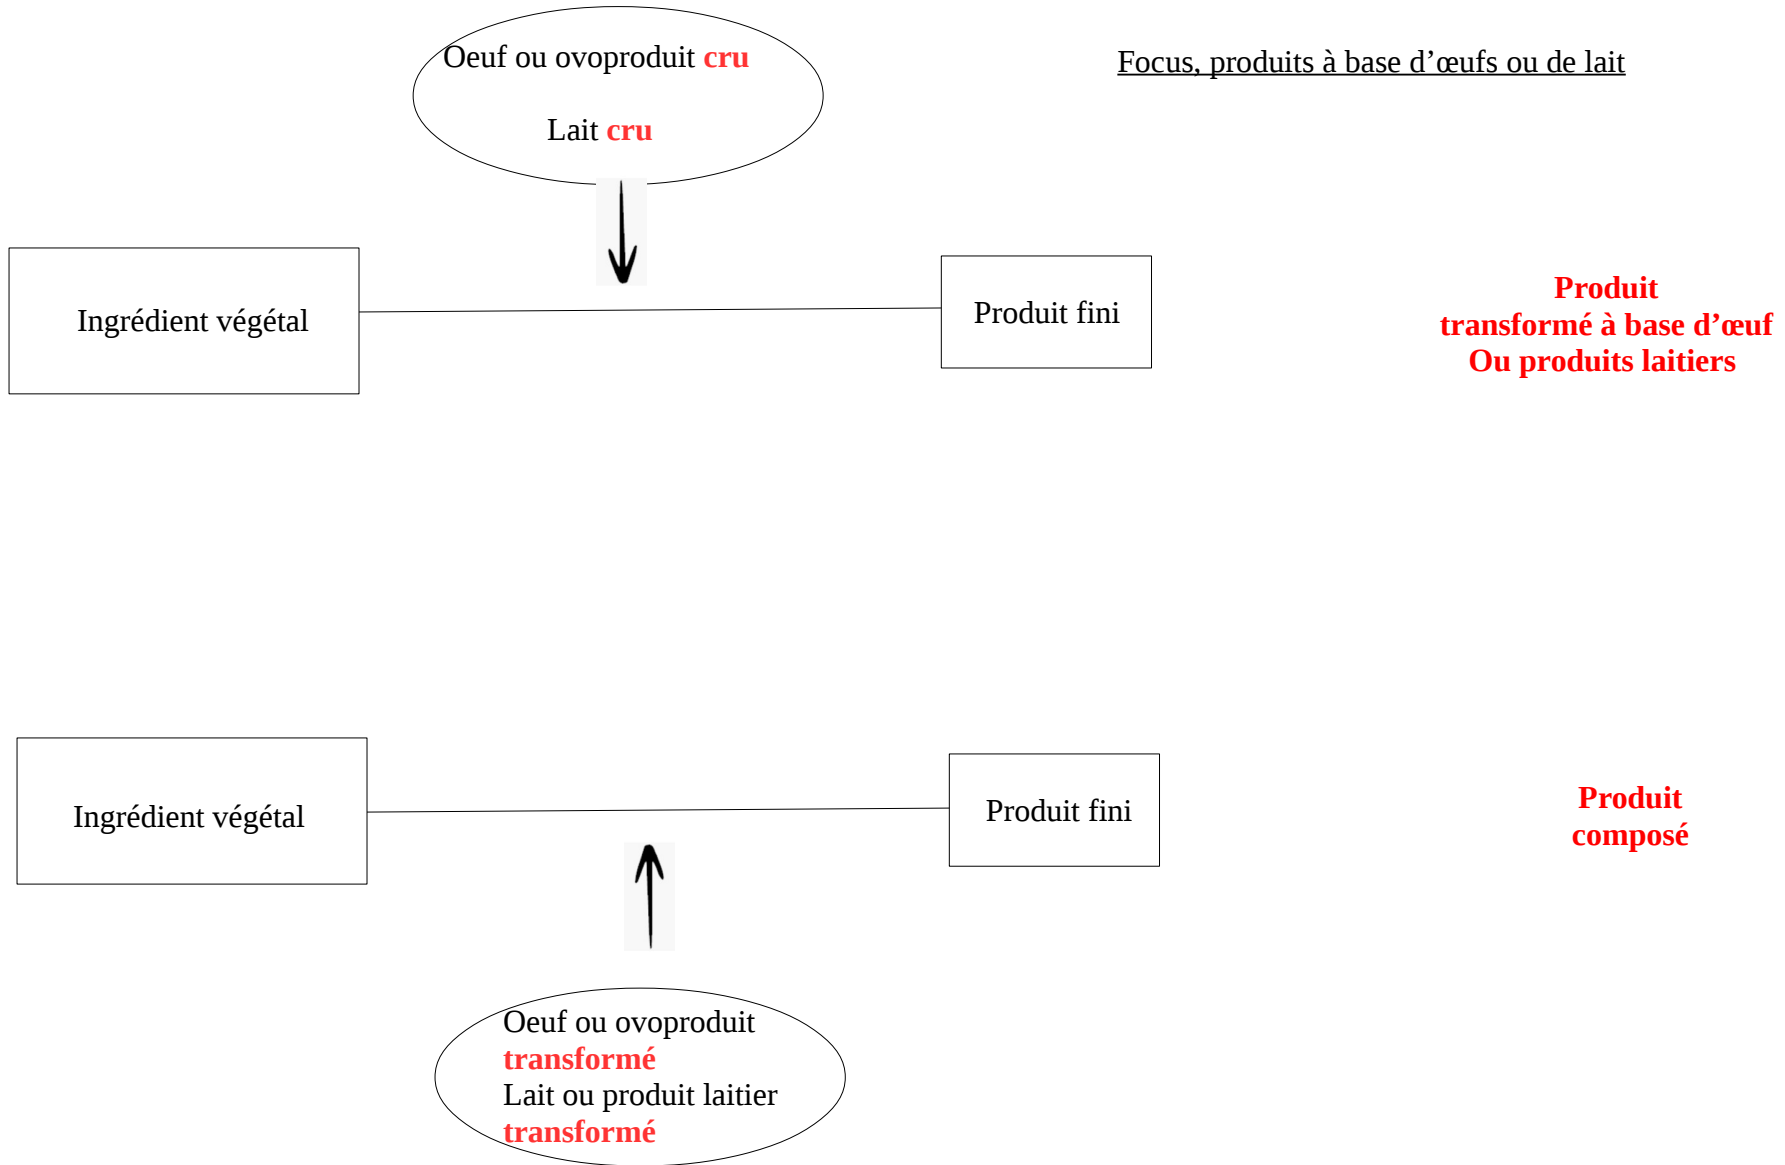 Oeuf ou ovoproduit cru
Lait cru
Focus, produits à base d’œufs ou de lait
Ingrédient végétal
Produit fini
Produit
transformé à base d’œuf
Ou produits laitiers
Ingrédient végétal
Produit fini
Produit
composé
Oeuf ou ovoproduit
transformé
Lait ou produit laitier
transformé